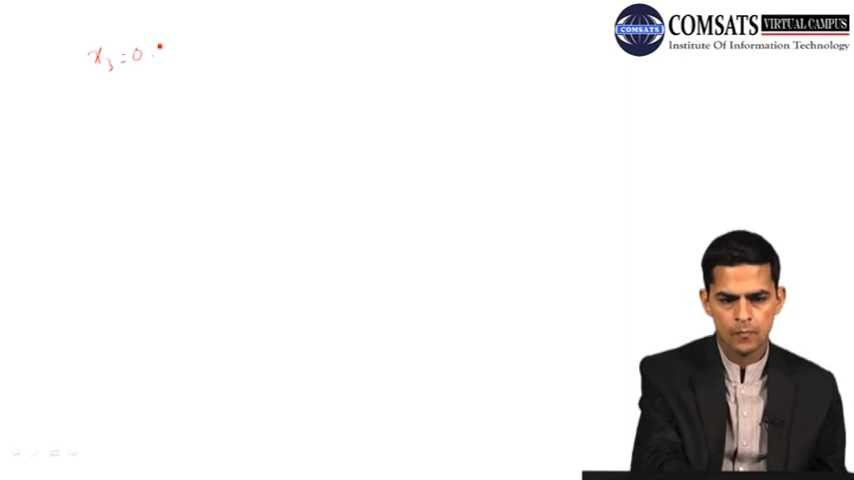 COMSATS VIRTUAL CAMPUS
COMSATS
Institute Of Information Technology
x₃ = 0.